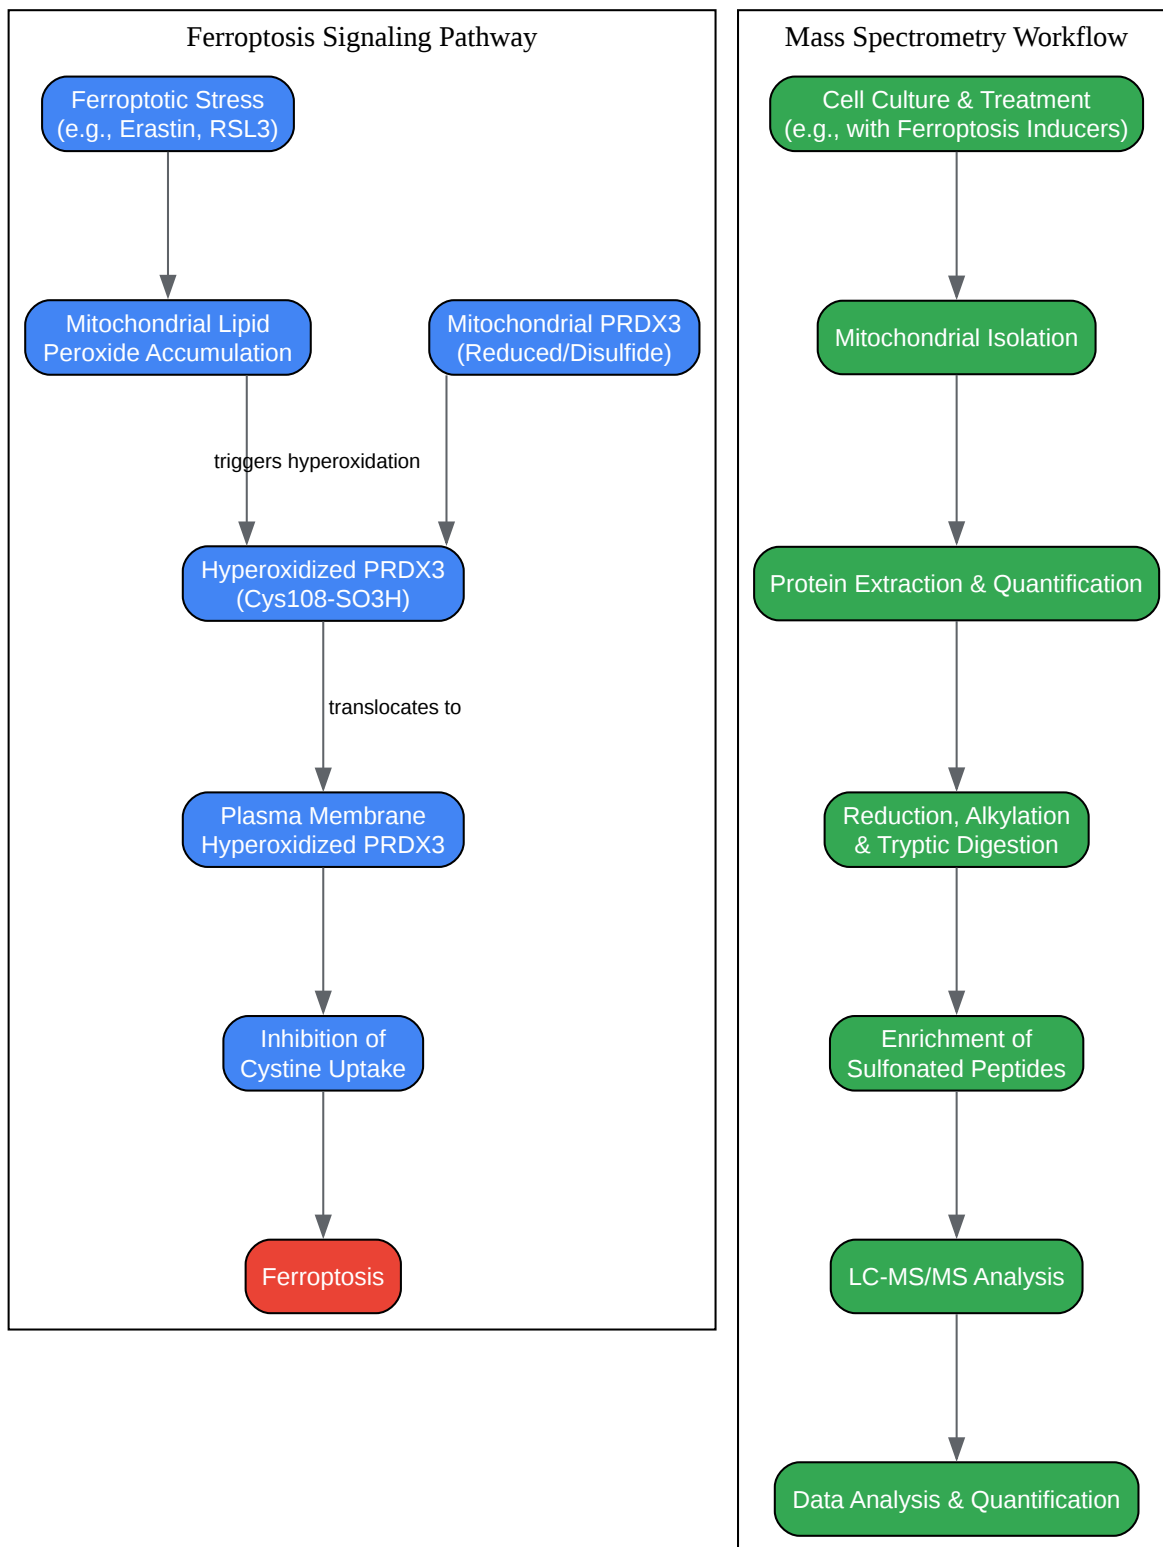 Ferroptosis Signaling Pathway
Ferroptotic Stress
(e.g., Erastin, RSL3)
Mitochondrial Lipid
Peroxide Accumulation
Mitochondrial PRDX3
(Reduced/Disulfide)
triggers hyperoxidation
Hyperoxidized PRDX3
(Cys108-SO3H)
translocates to
Plasma Membrane
Hyperoxidized PRDX3
Inhibition of
Cystine Uptake
Ferroptosis
Mass Spectrometry Workflow
Cell Culture & Treatment
(e.g., with Ferroptosis Inducers)
Mitochondrial Isolation
Protein Extraction & Quantification
Reduction, Alkylation
& Tryptic Digestion
Enrichment of
Sulfonated Peptides
LC-MS/MS Analysis
Data Analysis & Quantification